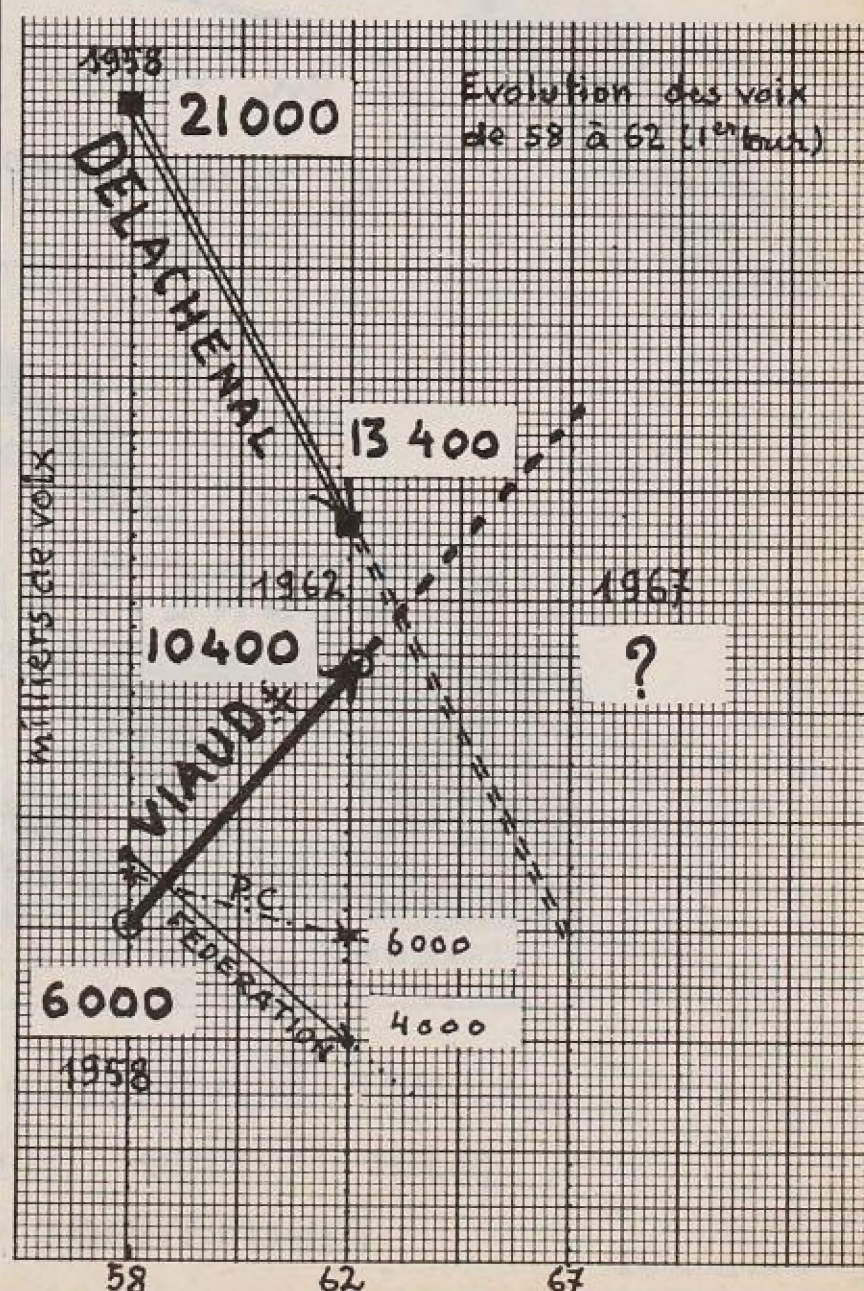 1958
21000
Evolution des voix
de 58 à 62 (1er tour)
DELACHENAL
13 400
milliers de voix
1962
1967
10400
?
VIAUD
P.C.
FEDERATION
6000
6000
4000
1958
58 62 67